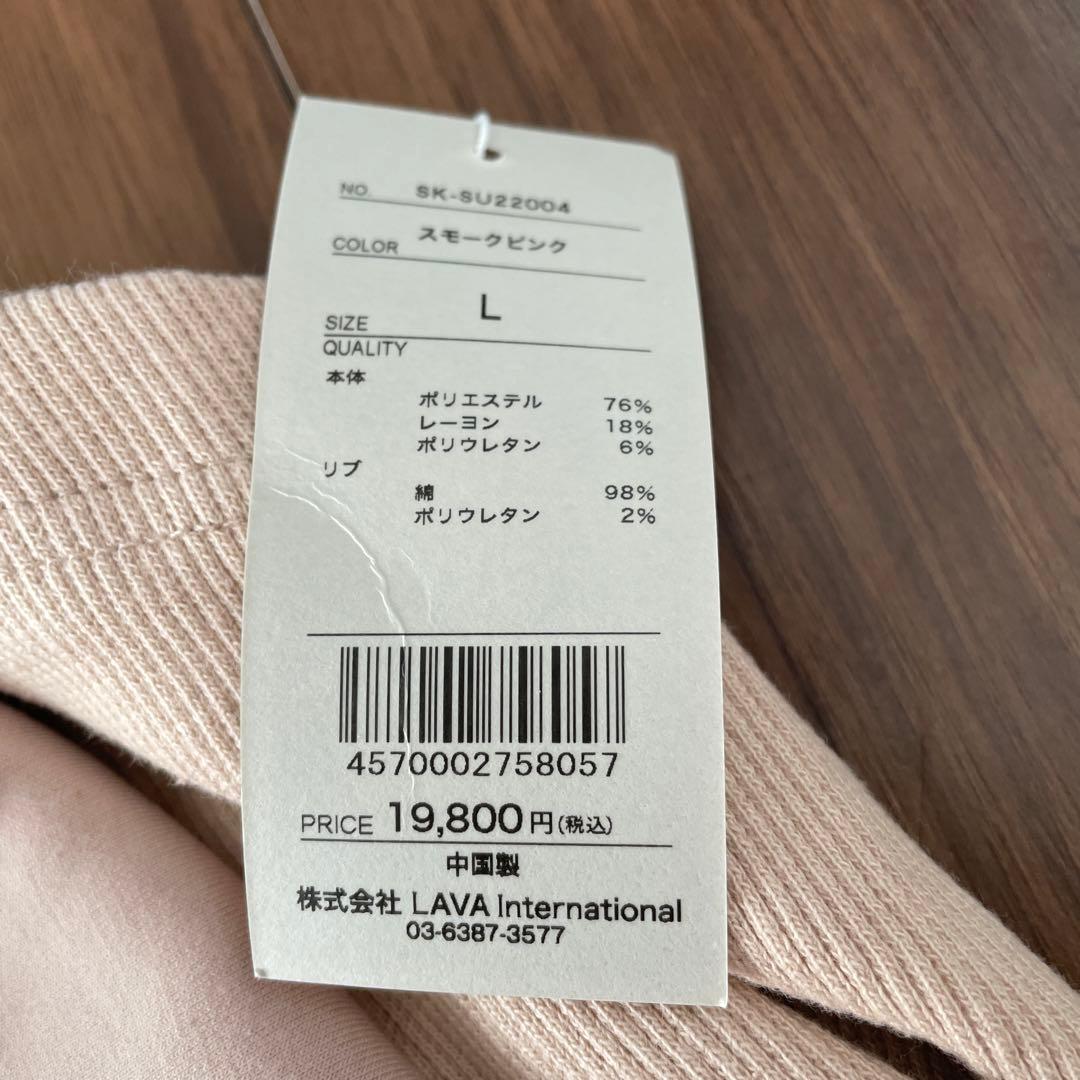 NO. SK-SU22004
COLOR スモークピンク
SIZE L
QUALITY
本体
ポリエステル 76%
レーヨン 18%
ポリウレタン 6%
リブ
綿 98%
ポリウレタン 2%
4570002758057
PRICE 19,800円(税込)
中国製
株式会社 LAVA International
03-6387-3577